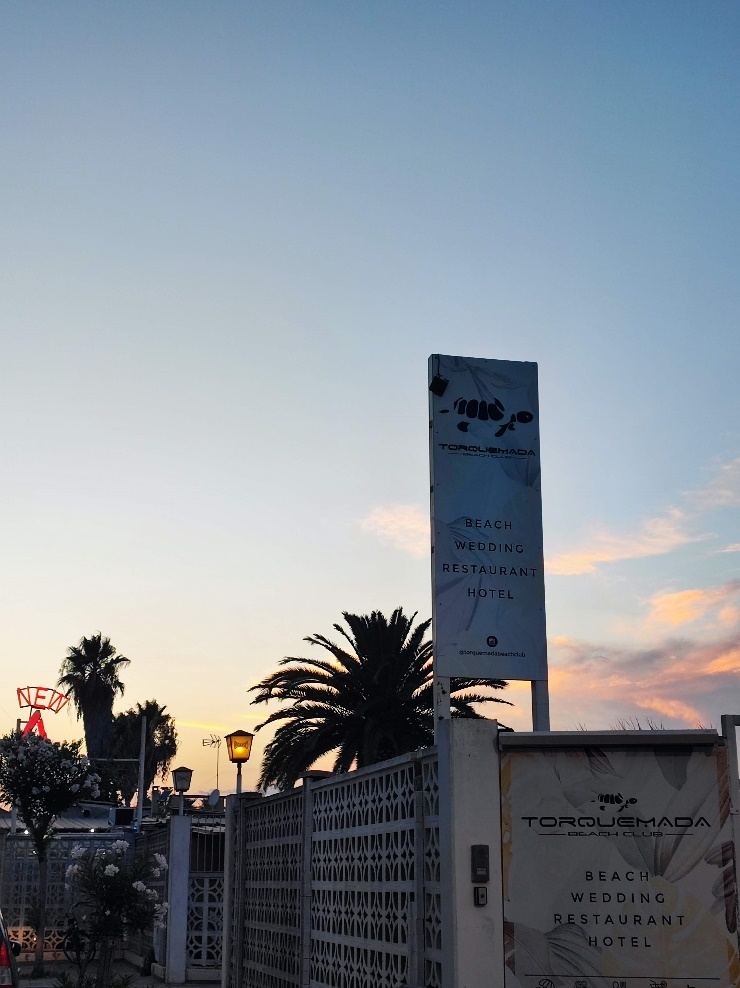 NEW
TORQUEMADA
BEACH CLUB
BEACH
WEDDING
RESTAURANT
HOTEL
@torquemadabeachclub
TORQUEMADA
BEACH CLUB
BEACH
WEDDING
RESTAURANT
HOTEL